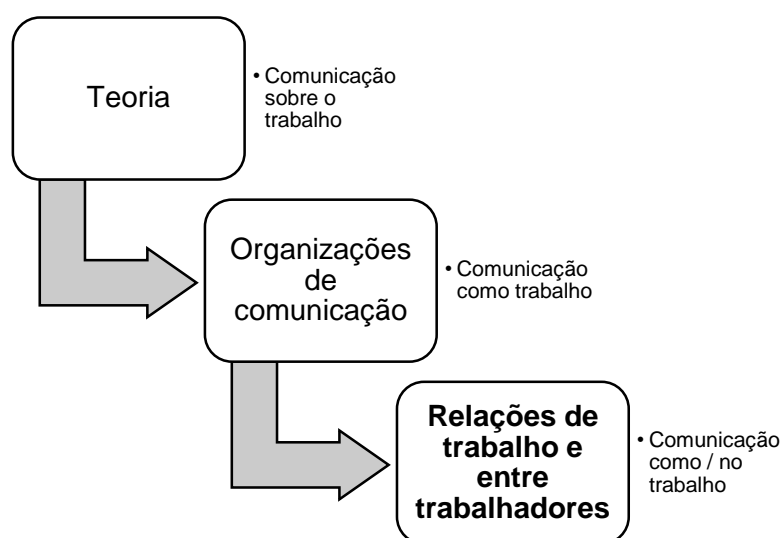 Teoria
• Comunicação
sobre o
trabalho
Organizações
de
comunicação
• Comunicação
como trabalho
Relações de
trabalho e
entre
trabalhadores
• Comunicação
como / no
trabalho